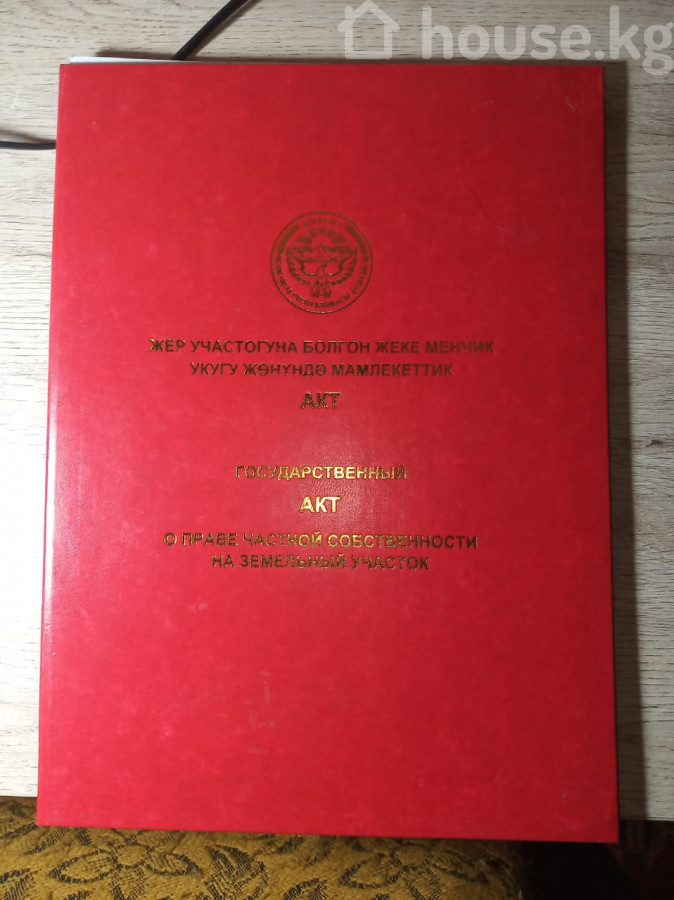 house.kg
ЖЕР УЧАСТОГУНА БОЛГОН ЖЕКЕ МЕНЧИК
УКУГУ ЖӨНҮНДӨ МАМЛЕКЕТТИК
АКТ
ГОСУДАРСТВЕННЫЙ
АКТ
О ПРАВЕ ЧАСТНОЙ СОБСТВЕННОСТИ
НА ЗЕМЕЛЬНЫЙ УЧАСТОК